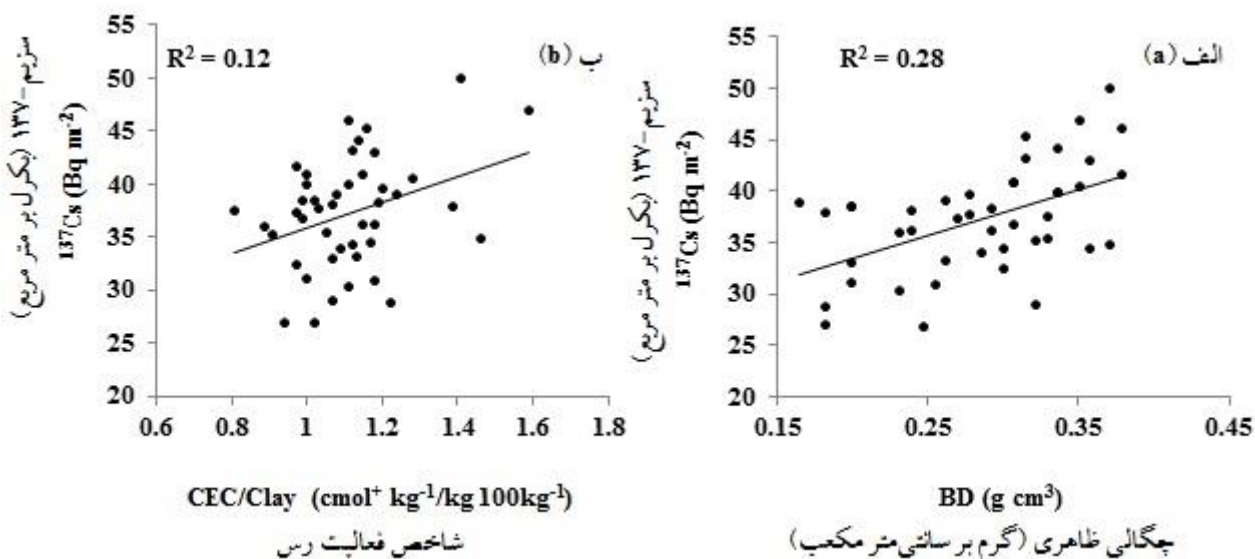 R² = 0.12
ب (b)
سزیم-۱۳۷ (بکرل بر متر مربع)
¹³⁷Cs (Bq m⁻²)
55
50
45
40
35
30
25
20
0.6 0.8 1 1.2 1.4 1.6 1.8
CEC/Clay (cmol⁺ kg⁻¹/kg 100kg⁻¹)
شاخص فعالیت رس
R² = 0.28
الف (a)
سزیم-۱۳۷ (بکرل بر متر مربع)
¹³⁷Cs (Bq m⁻²)
55
50
45
40
35
30
25
20
0.15 0.25 0.35 0.45
BD (g cm³)
چگالی ظاهری (گرم بر سانتی‌متر مکعب)